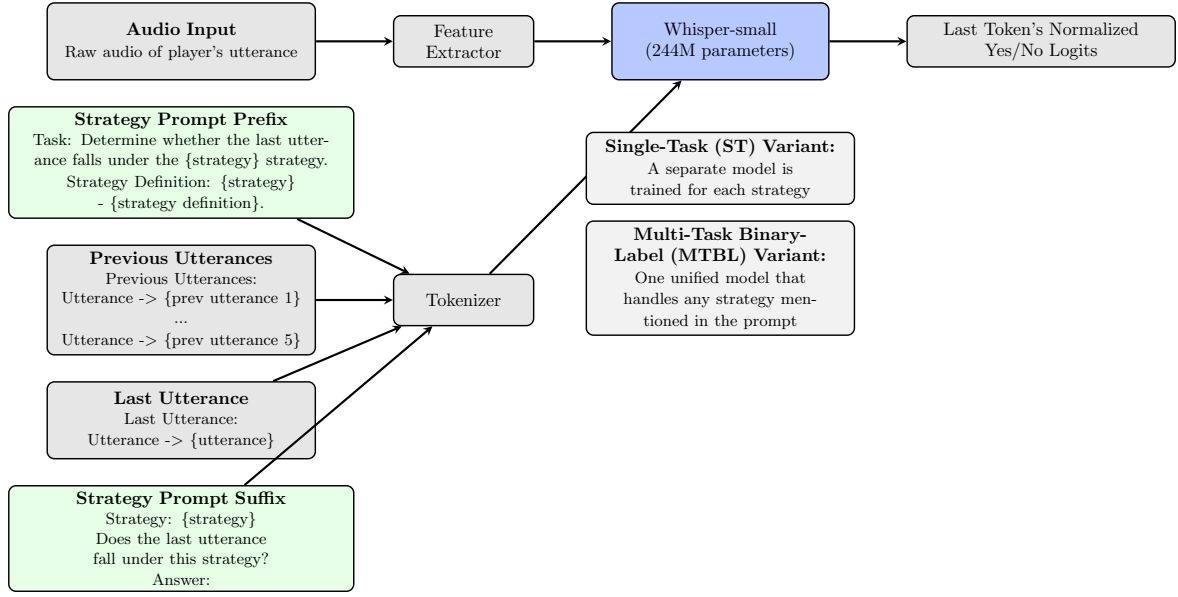 Audio Input
Raw audio of player's utterance
Feature
Extractor
Whisper-small
(244M parameters)
Last Token's Normalized
Yes/No Logits
Strategy Prompt Prefix
Task: Determine whether the last utter-
ance falls under the {strategy} strategy.
Strategy Definition: {strategy}
- {strategy definition}.
Previous Utterances
Previous Utterances:
Utterance -> {prev utterance 1}
...
Utterance -> {prev utterance 5}
Last Utterance
Last Utterance:
Utterance -> {utterance}
Strategy Prompt Suffix
Strategy: {strategy}
Does the last utterance
fall under this strategy?
Answer:
Tokenizer
Single-Task (ST) Variant:
A separate model is
trained for each strategy
Multi-Task Binary-
Label (MTBL) Variant:
One unified model that
handles any strategy men-
tioned in the prompt